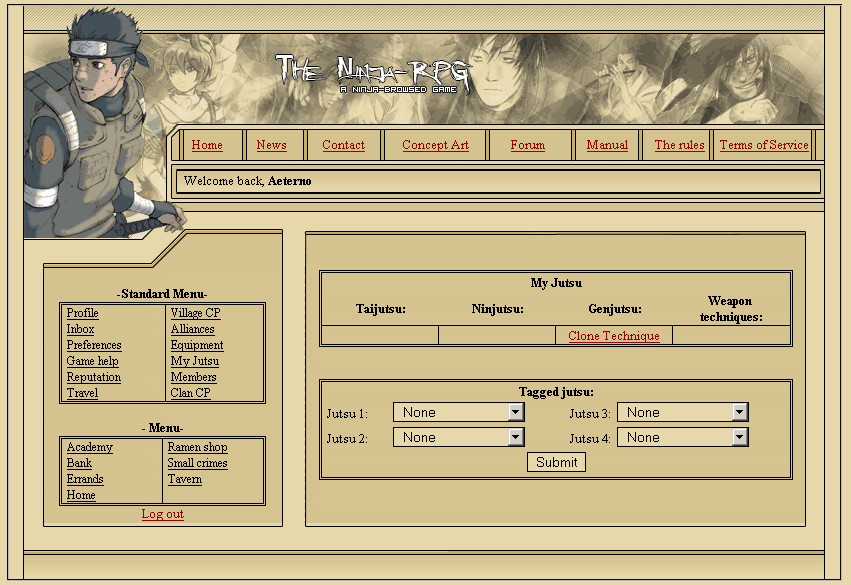 The Ninja-RPG
A NINJA-BROWSED GAME
Home News Contact Concept Art Forum Manual The rules Terms of Service
Welcome back, Aeterno
-Standard Menu-
Profile Village CP
Inbox Alliances
Preferences Equipment
Game help My Jutsu
Reputation Members
Travel Clan CP
- Menu-
Academy Ramen shop
Bank Small crimes
Errands Tavern
Home
Log out
My Jutsu
Taijutsu: Ninjutsu: Genjutsu: Weapon
techniques:
Clone Technique
Tagged jutsu:
Jutsu 1: None Jutsu 3: None
Jutsu 2: None Jutsu 4: None
Submit